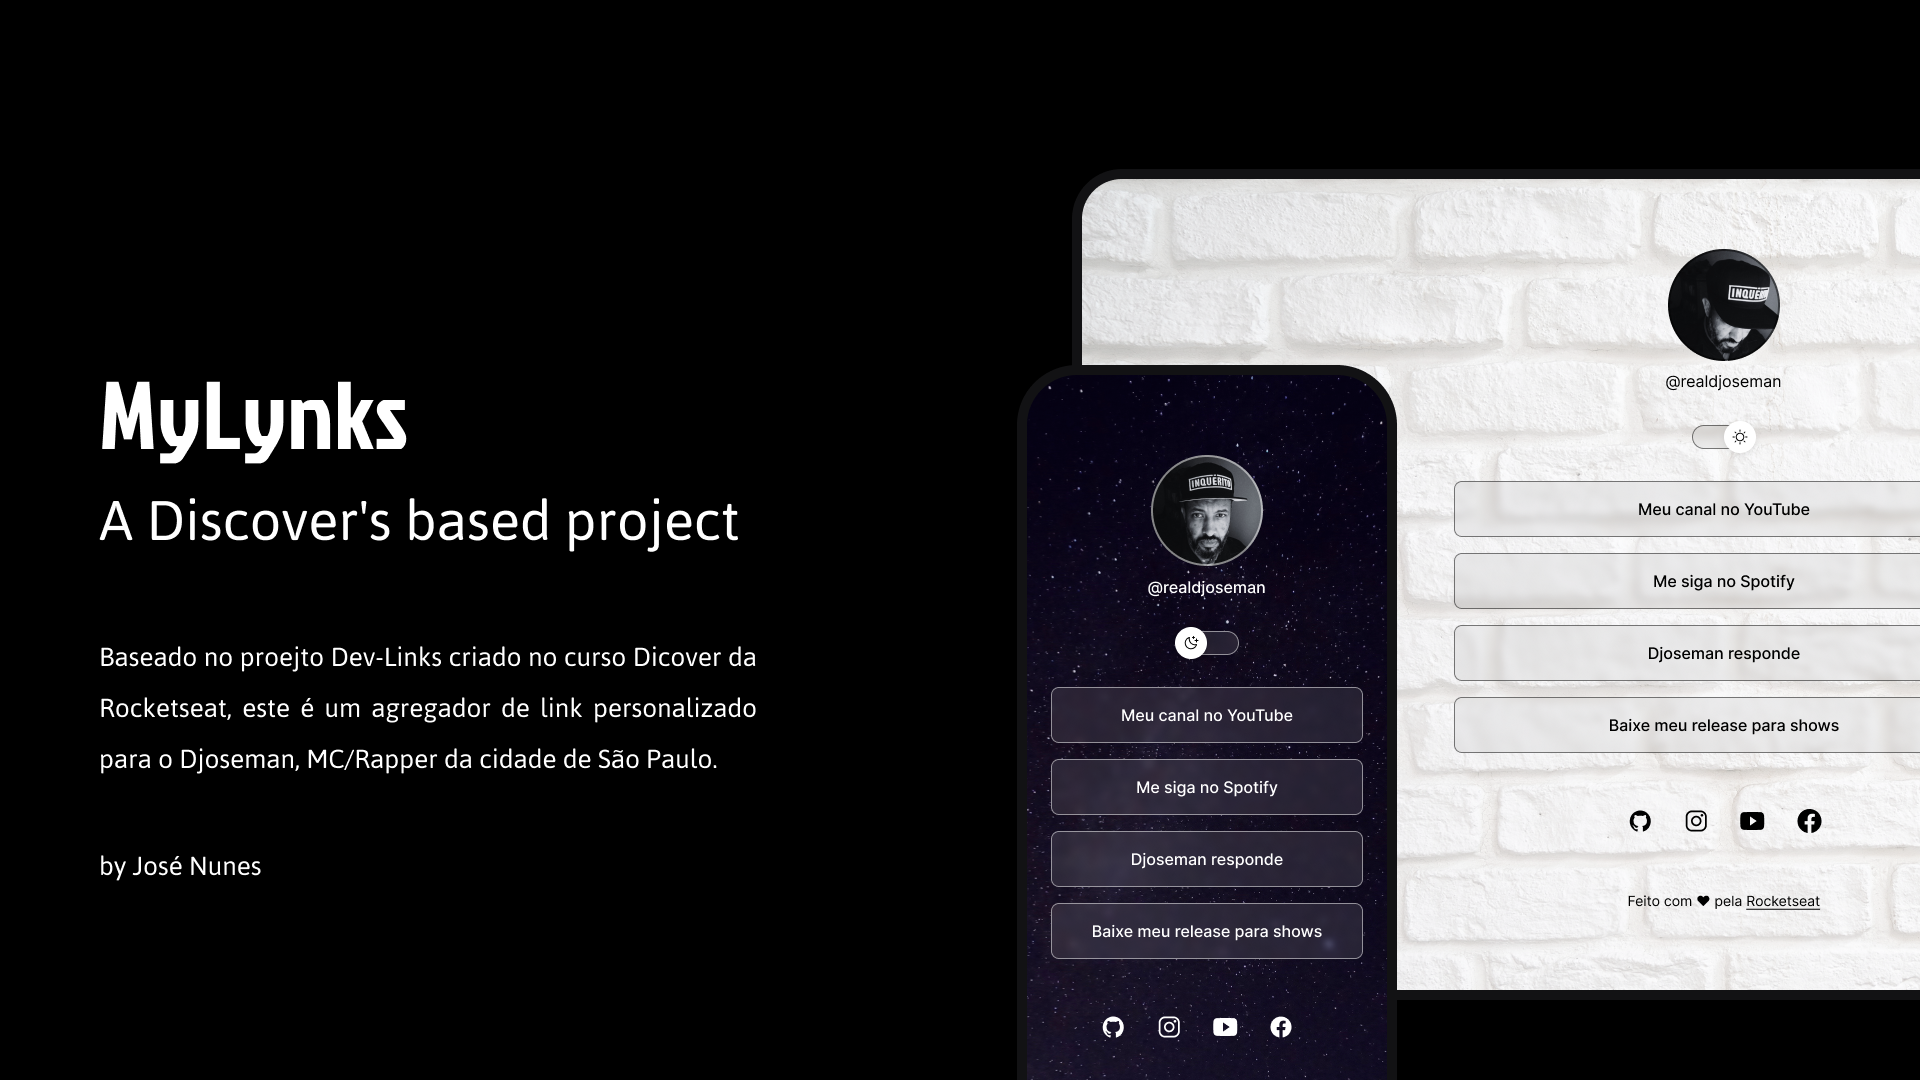 MyLynks
A Discover's based project
Baseado no proejto Dev-Links criado no curso Dicover da
Rocketseat, este é um agregador de link personalizado
para o Djoseman, MC/Rapper da cidade de São Paulo.
by José Nunes
INQUÉRITO
@realdjoseman
Meu canal no YouTube
Me siga no Spotify
Djoseman responde
Baixe meu release para shows
@realdjoseman
Meu canal no YouTube
Me siga no Spotify
Djoseman responde
Baixe meu release para shows
Feito com ♥ pela Rocketseat